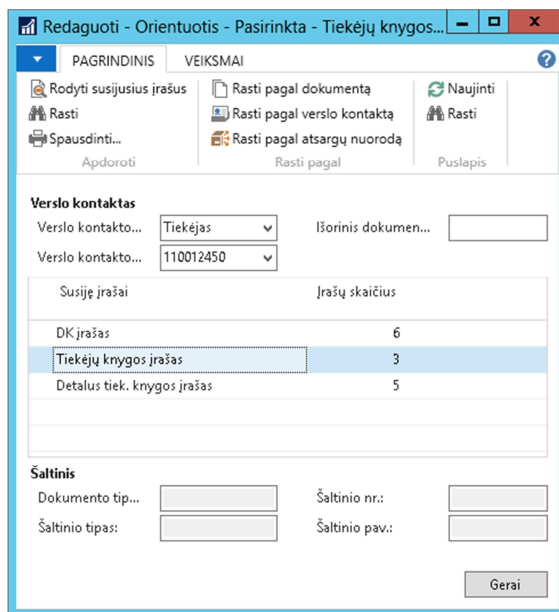 Redaguoti - Orientuotis - Pasirinkta - Tiekėjų knygos...
PAGRINDINIS VEIKSMAI
Rodyti susijusius įrašus
Rasti
Spausdinti...
Apdoroti
Rasti pagal dokumentą
Rasti pagal verslo kontaktą
Rasti pagal atsargų nuorodą
Rasti pagal
Naujinti
Rasti
Puslapis
Verslo kontaktas
Verslo kontakto... Tiekėjas Išorinis dokumen...
Verslo kontakto... 110012450
Susiję įrašai Įrašų skaičius
DK įrašas 6
Tiekėjų knygos įrašas 3
Detalus tiek. knygos įrašas 5
Šaltinis
Dokumento tip... Šaltinio nr.:
Šaltinio tipas: Šaltinio pav.:
Gerai